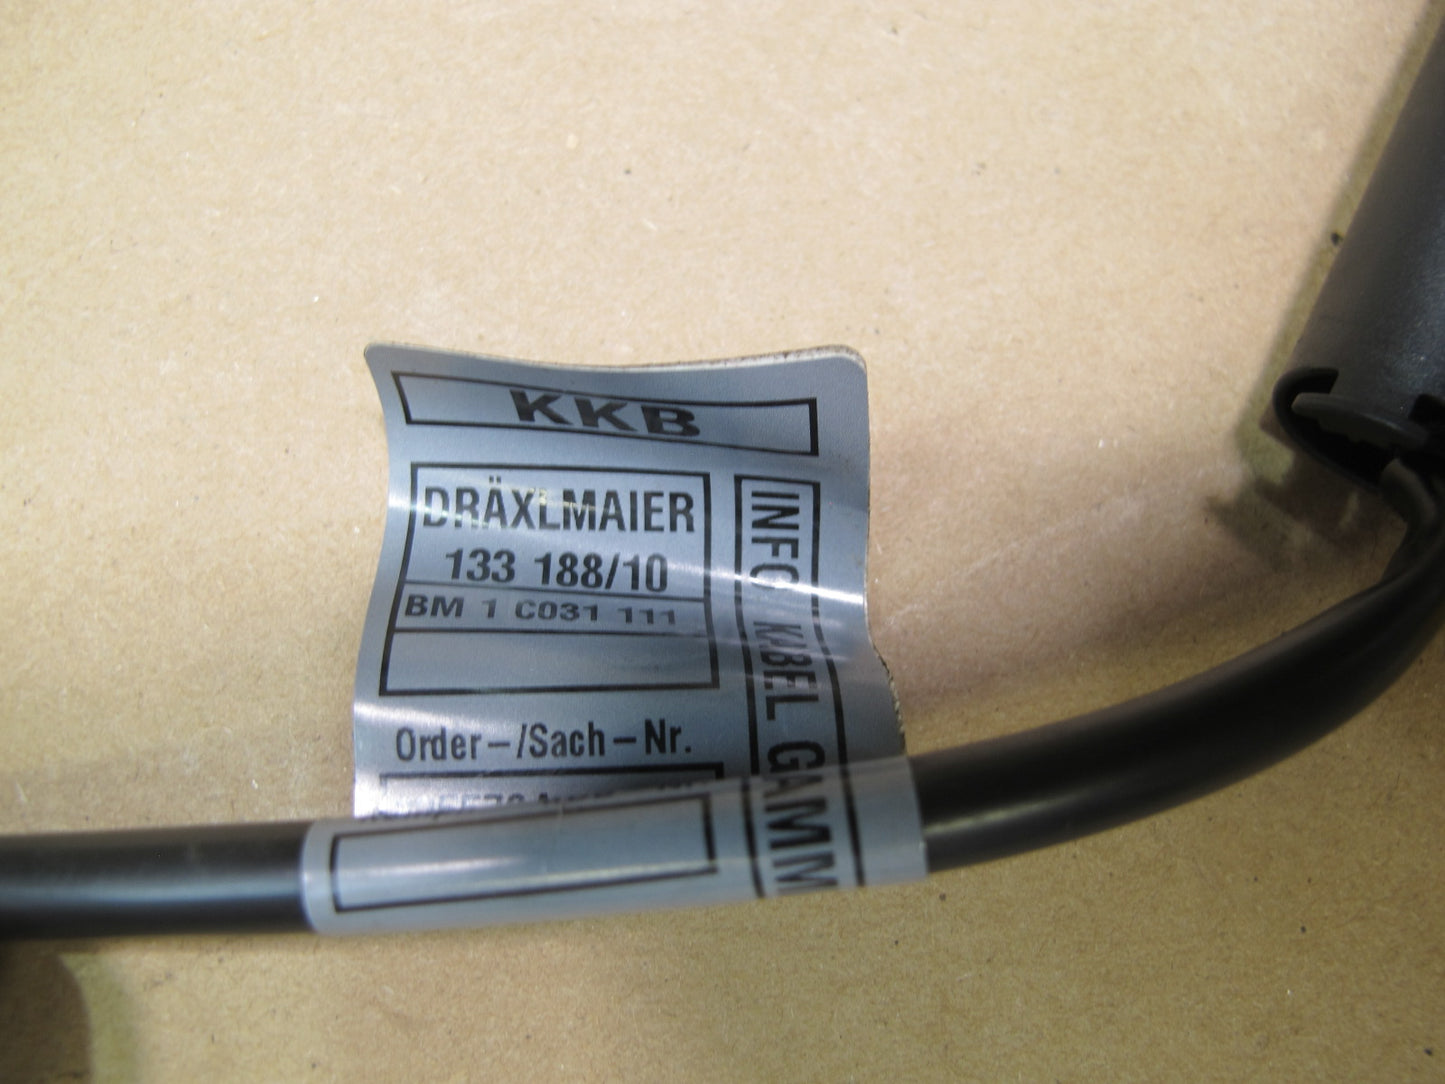 KKB
DRÄXLMAIER
133 188/10
BM 1 C031 111
Order-/Sach-Nr.
INFO KABEL GAMM